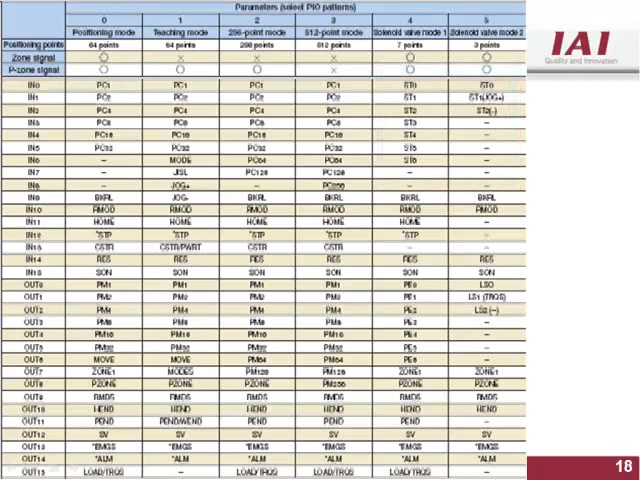 Parameters (select PIO patterns)
0 1 2 3 4 5
Positioning mode Teaching mode 256-point mode 512-point mode Solenoid valve mode 1 Solenoid valve mode 2
Positioning points 64 points 64 points 256 points 512 points 7 points 3 points
Zone signal ○ × × × ○ ○
P-zone signal ○ ○ ○ × ○ ○
IN0 PC1 PC1 PC1 PC1 ST0 ST0
IN1 PC2 PC2 PC2 PC2 ST1 ST1(JOG+)
IN2 PC4 PC4 PC4 PC4 ST2 ST2(-)
IN3 PC8 PC8 PC8 PC8 ST3 –
IN4 PC16 PC16 PC16 PC16 ST4 –
IN5 PC32 PC32 PC32 PC32 ST5 –
IN6 – MODE PC64 PC64 ST6 –
IN7 – JISL PC128 PC128 – –
IN8 – JOG+ – PC256 – –
IN9 BKRL JOG- BKRL BKRL BKRL BKRL
IN10 RMOD RMOD RMOD RMOD RMOD RMOD
IN11 HOME HOME HOME HOME HOME –
IN12 *STP *STP *STP *STP *STP –
IN13 CSTR CSTR/PWRT CSTR CSTR – –
IN14 RES RES RES RES RES RES
IN15 SON SON SON SON SON SON
OUT0 PM1 PM1 PM1 PM1 PE0 LSO
OUT1 PM2 PM2 PM2 PM2 PE1 LS1 (TRQS)
OUT2 PM4 PM4 PM4 PM4 PE2 LS2 (–)
OUT3 PM8 PM8 PM8 PM8 PE3 –
OUT4 PM16 PM16 PM16 PM16 PE4 –
OUT5 PM32 PM32 PM32 PM32 PE5 –
OUT6 MOVE MOVE PM64 PM64 PE6 –
OUT7 ZONE1 MODES PM128 PM128 ZONE1 ZONE1
OUT8 PZONE PZONE PZONE PM256 PZONE PZONE
OUT9 RMDS RMDS RMDS RMDS RMDS RMDS
OUT10 HEND HEND HEND HEND HEND HEND
OUT11 PEND PEND/WEND PEND PEND PEND –
OUT12 SV SV SV SV SV SV
OUT13 *EMGS *EMGS *EMGS *EMGS *EMGS *EMGS
OUT14 *ALM *ALM *ALM *ALM *ALM *ALM
OUT15 LOAD/TRQS – LOAD/TRQS LOAD/TRQS LOAD/TRQS –
IAI
Quality and Innovation
18